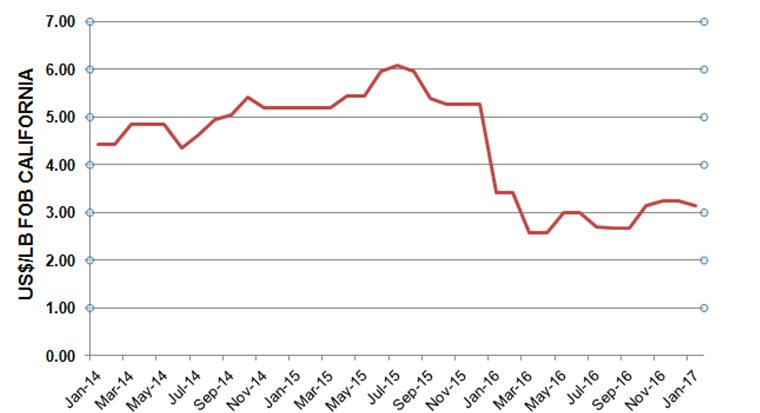 7.00
6.00
5.00
4.00
3.00
2.00
1.00
0.00
US$/LB FOB CALIFORNIA
Jan-14
Mar-14
May-14
Jul-14
Sep-14
Nov-14
Jan-15
Mar-15
May-15
Jul-15
Sep-15
Nov-15
Jan-16
Mar-16
May-16
Jul-16
Sep-16
Nov-16
Jan-17